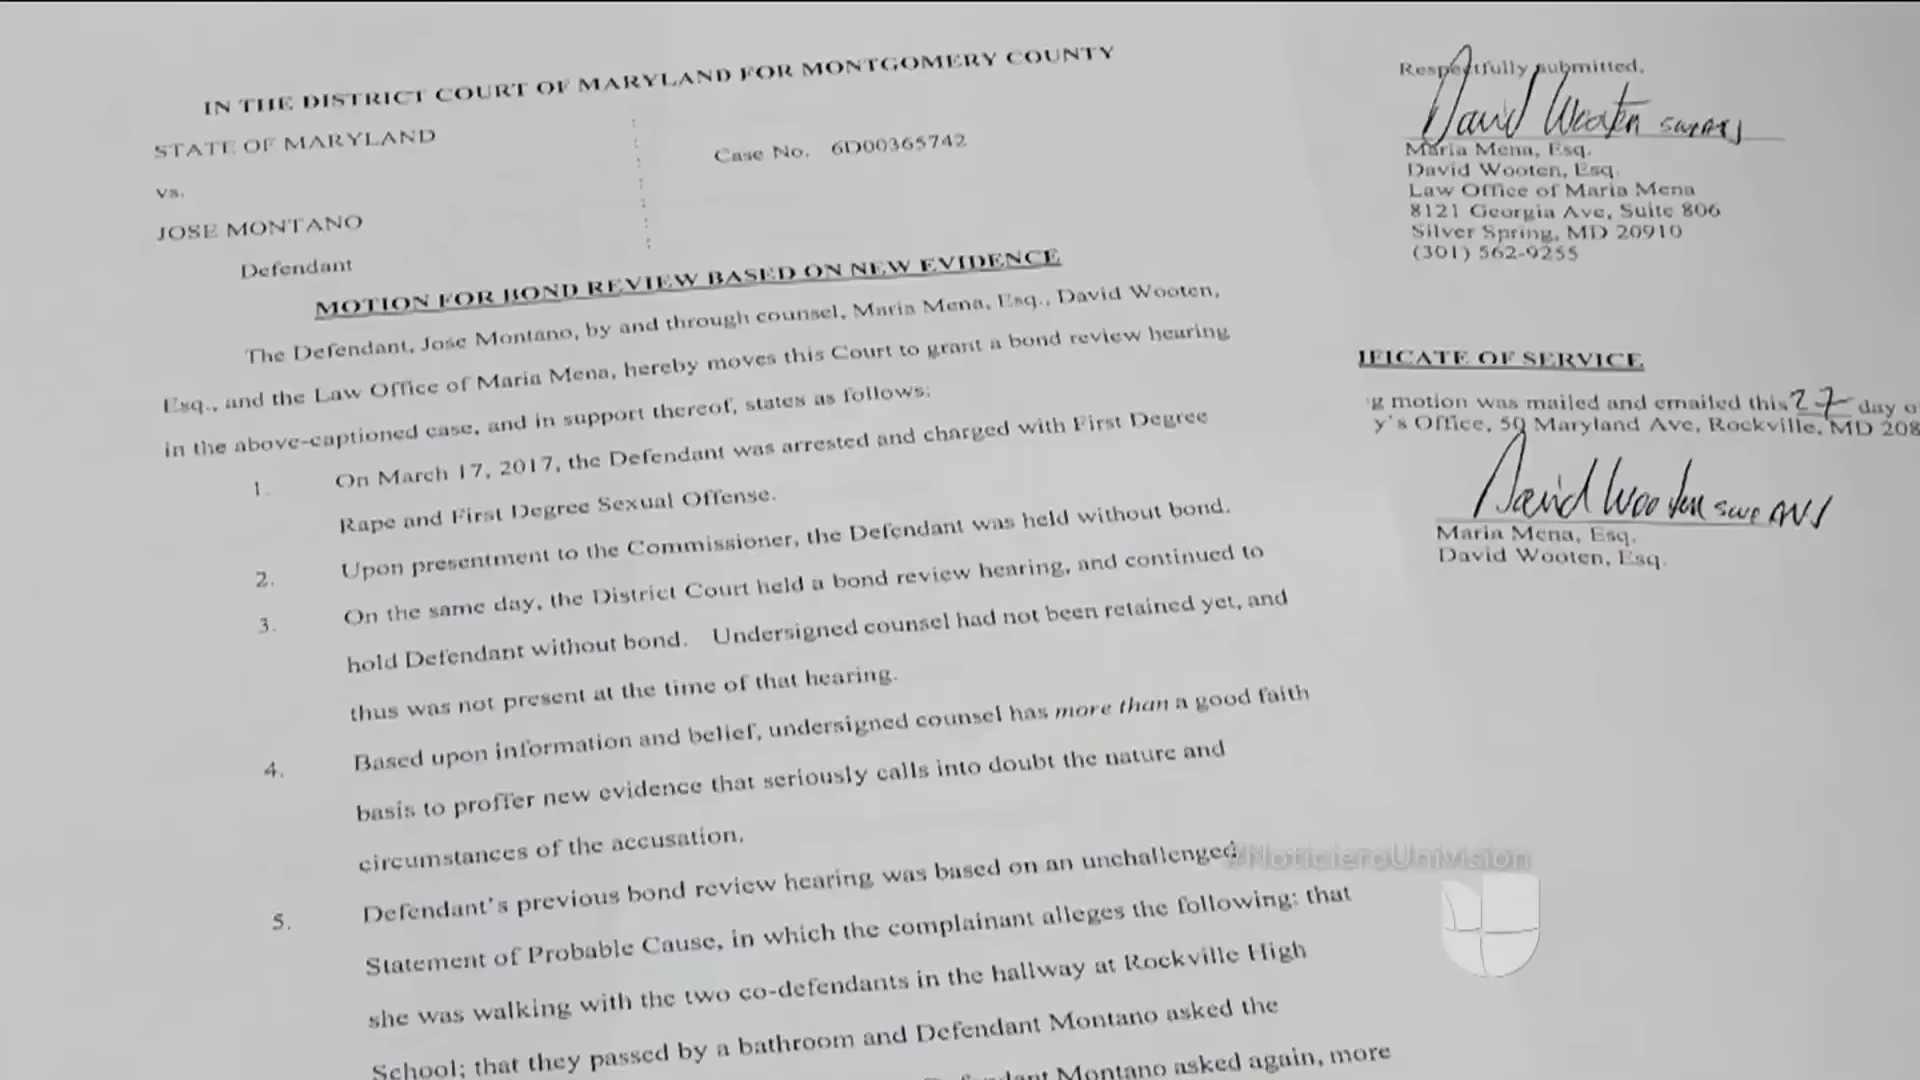 IN THE DISTRICT COURT OF MARYLAND FOR MONTGOMERY COUNTY
STATE OF MARYLAND
vs.
JOSE MONTANO
Defendant
Case No. 6D00365742
MOTION FOR BOND REVIEW BASED ON NEW EVIDENCE
The Defendant, Jose Montano, by and through counsel, Maria Mena, Esq., David Wooten,
Esq., and the Law Office of Maria Mena, hereby moves this Court to grant a bond review hearing
in the above-captioned case, and in support thereof, states as follows:
1. On March 17, 2017, the Defendant was arrested and charged with First Degree
Rape and First Degree Sexual Offense.
2. Upon presentment to the Commissioner, the Defendant was held without bond.
3. On the same day, the District Court held a bond review hearing, and continued to
hold Defendant without bond. Undersigned counsel had not been retained yet, and
thus was not present at the time of that hearing.
4. Based upon information and belief, undersigned counsel has more than a good faith
basis to proffer new evidence that seriously calls into doubt the nature and
circumstances of the accusation.
5. Defendant's previous bond review hearing was based on an unchallenged
Statement of Probable Cause, in which the complainant alleges the following: that
she was walking with the two co-defendants in the hallway at Rockville High
School; that they passed by a bathroom and Defendant Montano asked the
Montano asked again, more
Respectfully submitted,
David Wooten
Maria Mena, Esq.
David Wooten, Esq.
Law Office of Maria Mena
8121 Georgia Ave, Suite 806
Silver Spring, MD 20910
(301) 562-9255
IFICATE OF SERVICE
g motion was mailed and emailed this 27 day o
y's Office, 50 Maryland Ave, Rockville, MD 208
David Wooten
Maria Mena, Esq.
David Wooten, Esq.
#NoticieroUnivision